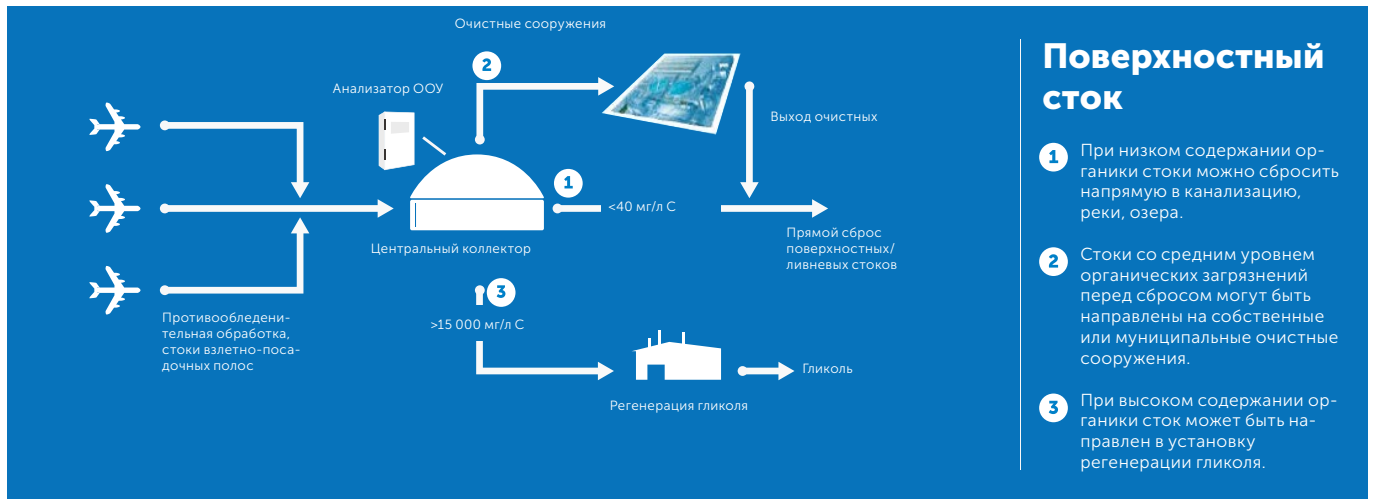 Очистные сооружения
2
Анализатор ООУ
Выход очистных
1
<40 мг/л С
Прямой сброс
поверхностных/
ливневых стоков
Центральный коллектор
3
>15 000 мг/л С
Противообледени-
тельная обработка,
стоки взлетно-поса-
дочных полос
Гликоль
Регенерация гликоля
Поверхностный
сток
1
При низком содержании ор-
ганики стоки можно сбросить
напрямую в канализацию,
реки, озера.
2
Стоки со средним уровнем
органических загрязнений
перед сбросом могут быть
направлены на собственные
или муниципальные очистные
сооружения.
3
При высоком содержании ор-
ганики сток может быть на-
правлен в установку
регенерации гликоля.